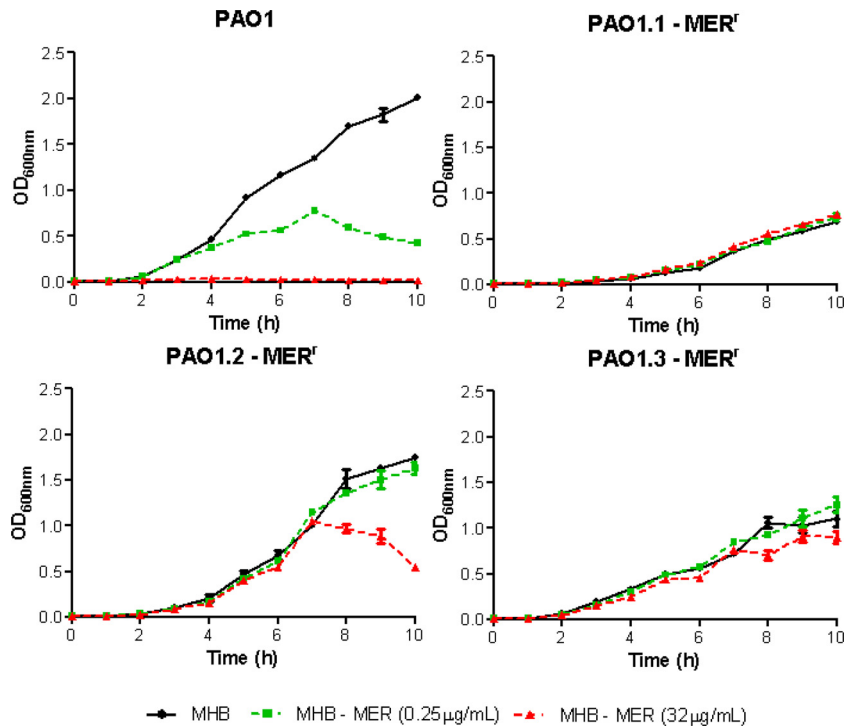 PAO1
2.5
2.0
1.5
1.0
0.5
0.0
0 2 4 6 8 10
OD600nm
Time (h)
PAO1.1 - MERʳ
2.5
2.0
1.5
1.0
0.5
0.0
0 2 4 6 8 10
OD600nm
Time (h)
PAO1.2 - MERʳ
2.5
2.0
1.5
1.0
0.5
0.0
0 2 4 6 8 10
OD600nm
Time (h)
PAO1.3 - MERʳ
2.5
2.0
1.5
1.0
0.5
0.0
0 2 4 6 8 10
OD600nm
Time (h)
MHB MHB - MER (0.25µg/mL) MHB - MER (32µg/mL)